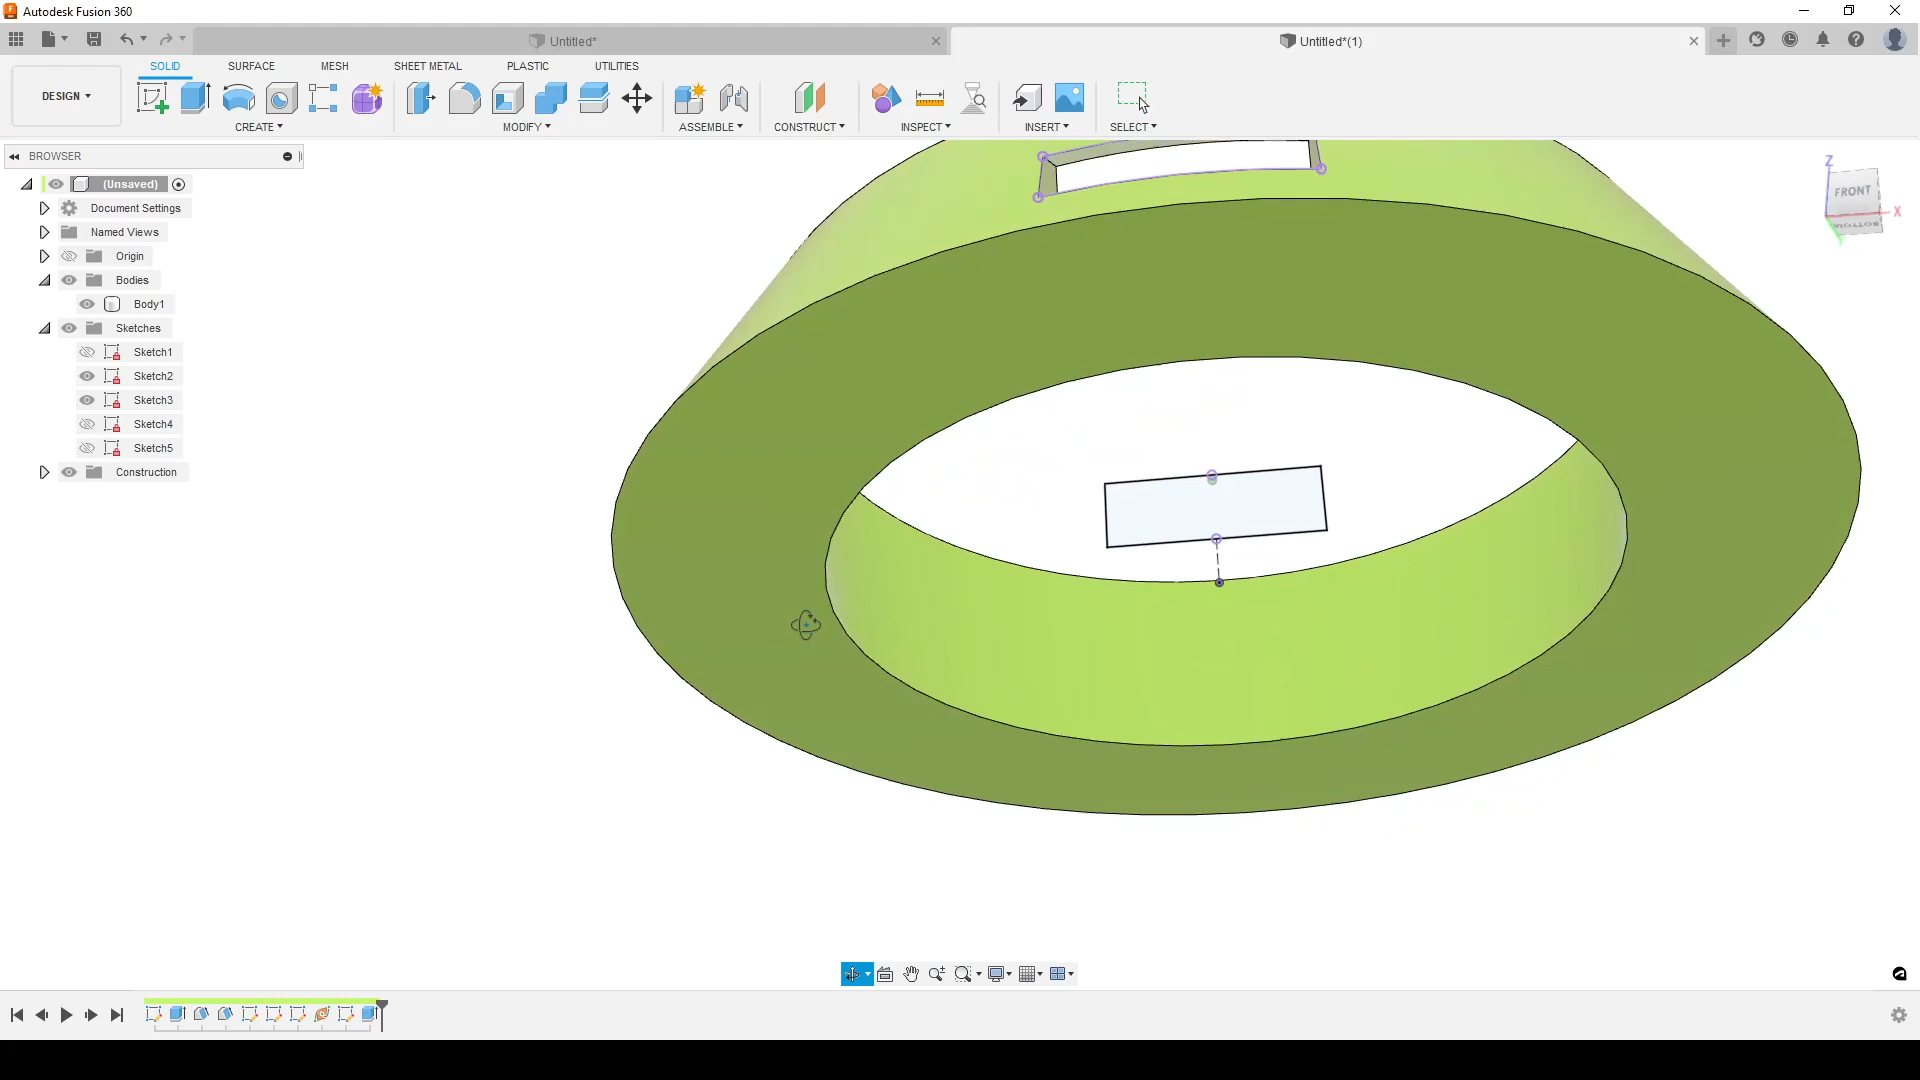 Autodesk Fusion 360
Untitled*
Untitled*(1)
DESIGN
SOLID
SURFACE
MESH
SHEET METAL
PLASTIC
UTILITIES
CREATE
MODIFY
ASSEMBLE
CONSTRUCT
INSPECT
INSERT
SELECT
BROWSER
(Unsaved)
Document Settings
Named Views
Origin
Bodies
Body1
Sketches
Sketch1
Sketch2
Sketch3
Sketch4
Sketch5
Construction
Z
FRONT
X
BOTTOM